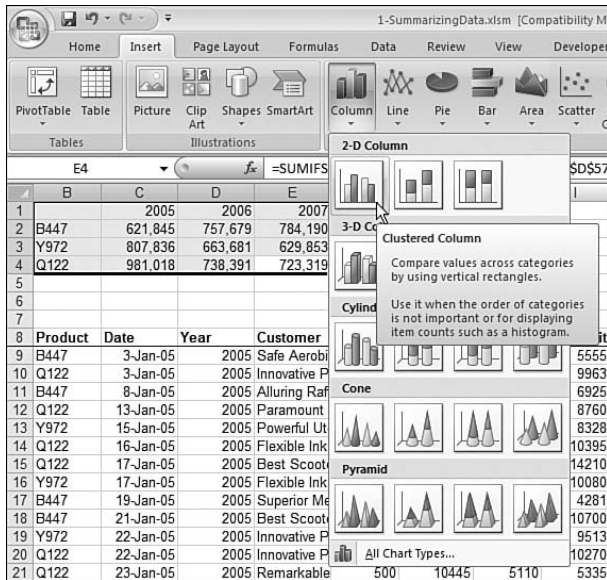 1-SummarizingData.xlsm [Compatibility M
Home Insert Page Layout Formulas Data Review View Develope
PivotTable Table Picture Clip Art Shapes SmartArt Column Line Pie Bar Area Scatter
Tables Illustrations
2-D Column
E4 fx =SUMIFS $D$57
B C D E I
1 2005 2006 2007
2 B447 621,845 757,679 784,190
3 Y972 807,836 663,681 629,853
4 Q122 981,018 738,391 723,319
5
6
7
3-D Co
Clustered Column
Compare values across categories
by using vertical rectangles.
Use it when the order of categories
is not important or for displaying
item counts such as a histogram.
Cylind
8 Product Date Year Customer it
9 B447 3-Jan-05 2005 Safe Aerobi 5555
10 Q122 3-Jan-05 2005 Innovative P 9963
11 B447 8-Jan-05 2005 Alluring Raf 6925
12 Q122 13-Jan-05 2005 Paramount 8760
13 Y972 15-Jan-05 2005 Powerful Ut 8328
14 Q122 16-Jan-05 2005 Flexible Ink 10395
15 Q122 17-Jan-05 2005 Best Scoot 14210
16 Y972 17-Jan-05 2005 Flexible Ink 10080
17 B447 19-Jan-05 2005 Superior Me 4281
18 B447 21-Jan-05 2005 Best Scoot 10700
19 Y972 22-Jan-05 2005 Innovative P 9513
20 Q122 22-Jan-05 2005 Innovative P 10270
21 Q122 23-Jan-05 2005 Remarkable 500 10445 5110 5335
Cone
Pyramid
All Chart Types...